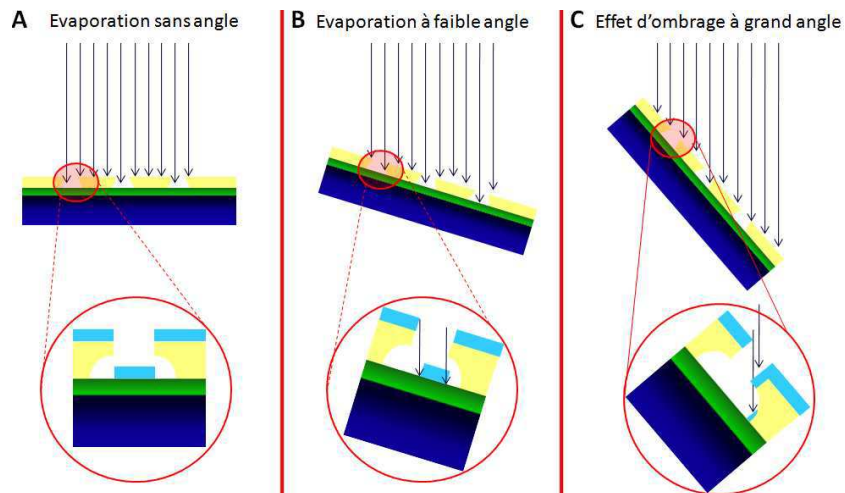 A Evaporation sans angle
B Evaporation à faible angle
C Effet d'ombrage à grand angle